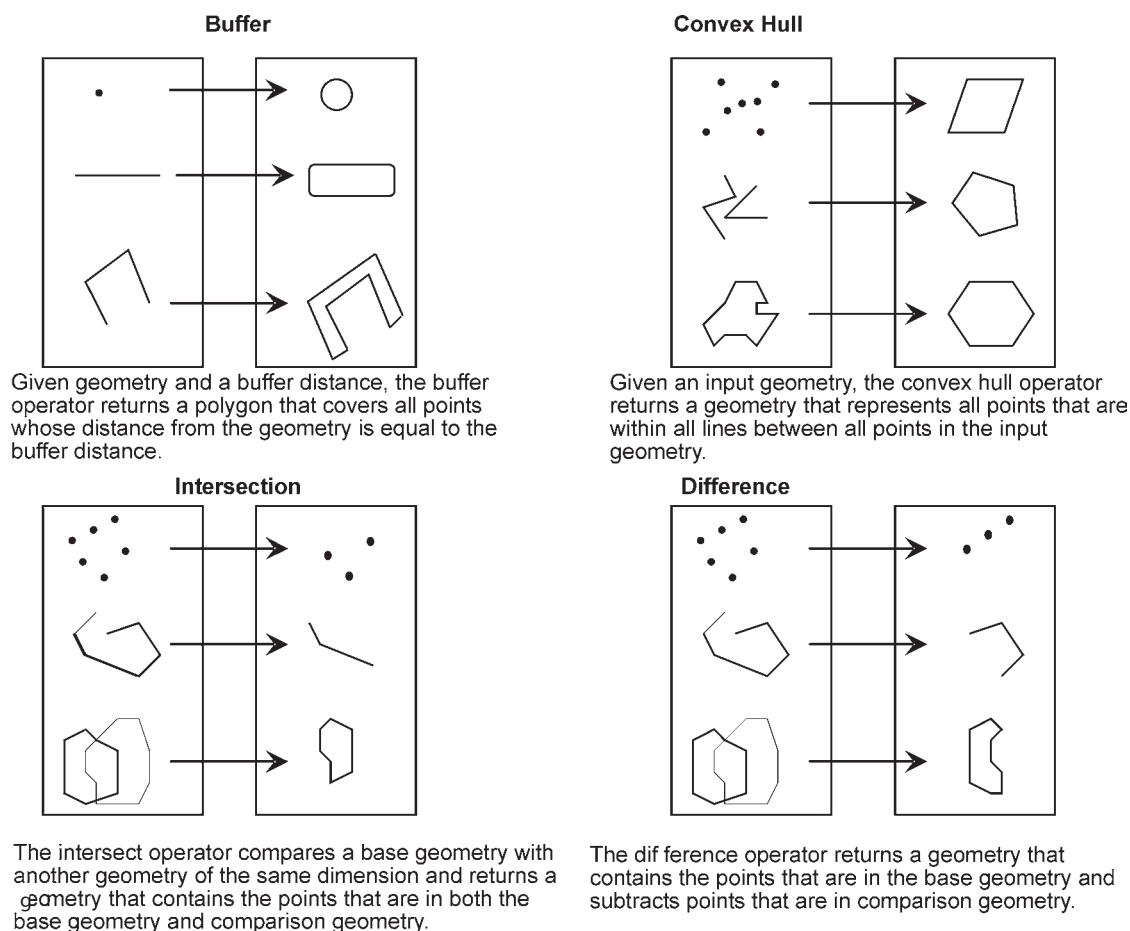 Buffer
Convex Hull
Given geometry and a buffer distance, the buffer
operator returns a polygon that covers all points
whose distance from the geometry is equal to the
buffer distance.
Given an input geometry, the convex hull operator
returns a geometry that represents all points that are
within all lines between all points in the input
geometry.
Intersection
Difference
The intersect operator compares a base geometry with
another geometry of the same dimension and returns a
geometry that contains the points that are in both the
base geometry and comparison geometry.
The dif ference operator returns a geometry that
contains the points that are in the base geometry and
subtracts points that are in comparison geometry.